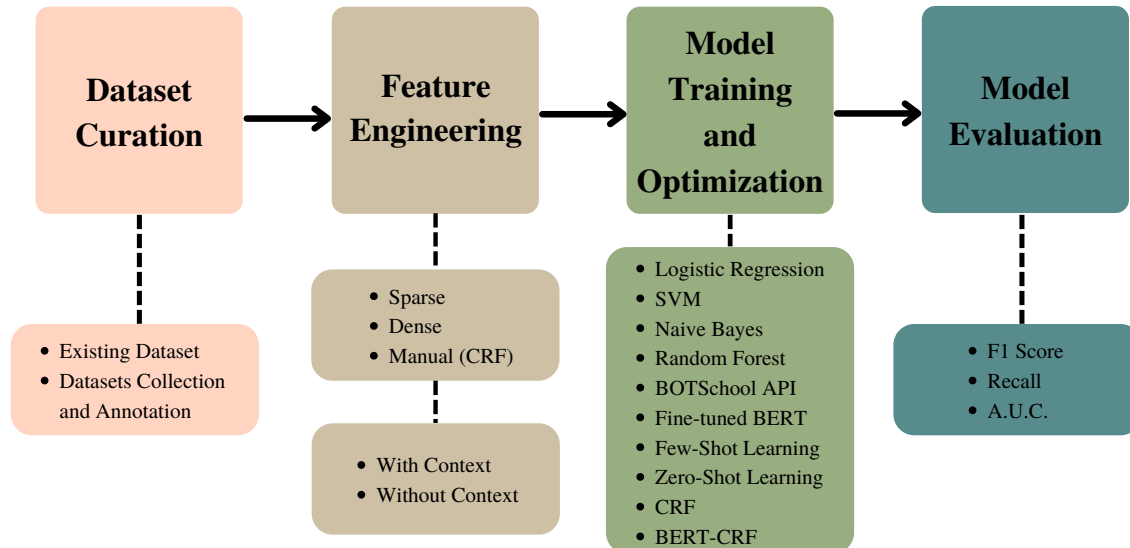 Dataset
Curation
Feature
Engineering
Model
Training
and
Optimization
Model
Evaluation
• Existing Dataset
• Datasets Collection
and Annotation
• Sparse
• Dense
• Manual (CRF)
• With Context
• Without Context
• Logistic Regression
• SVM
• Naive Bayes
• Random Forest
• BOTSchool API
• Fine-tuned BERT
• Few-Shot Learning
• Zero-Shot Learning
• CRF
• BERT-CRF
• F1 Score
• Recall
• A.U.C.